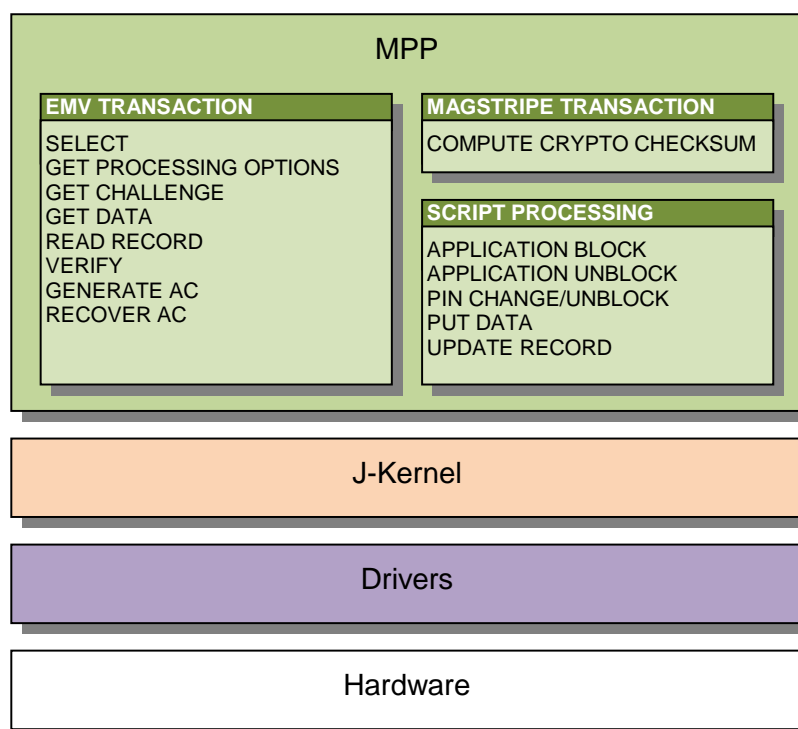 MPP
EMV TRANSACTION
SELECT
GET PROCESSING OPTIONS
GET CHALLENGE
GET DATA
READ RECORD
VERIFY
GENERATE AC
RECOVER AC
MAGSTRIPE TRANSACTION
COMPUTE CRYPTO CHECKSUM
SCRIPT PROCESSING
APPLICATION BLOCK
APPLICATION UNBLOCK
PIN CHANGE/UNBLOCK
PUT DATA
UPDATE RECORD
J-Kernel
Drivers
Hardware